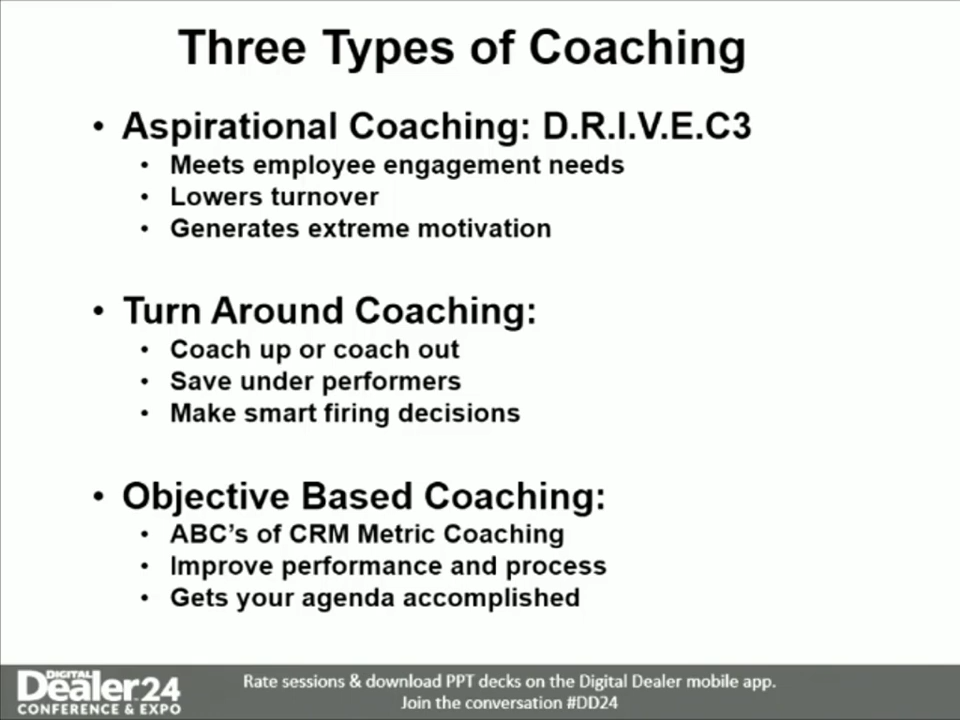 Three Types of Coaching
• Aspirational Coaching: D.R.I.V.E.C3
• Meets employee engagement needs
• Lowers turnover
• Generates extreme motivation
• Turn Around Coaching:
• Coach up or coach out
• Save under performers
• Make smart firing decisions
• Objective Based Coaching:
• ABC’s of CRM Metric Coaching
• Improve performance and process
• Gets your agenda accomplished
DIGITAL
Dealer 24
CONFERENCE & EXPO
Rate sessions & download PPT decks on the Digital Dealer mobile app.
Join the conversation #DD24